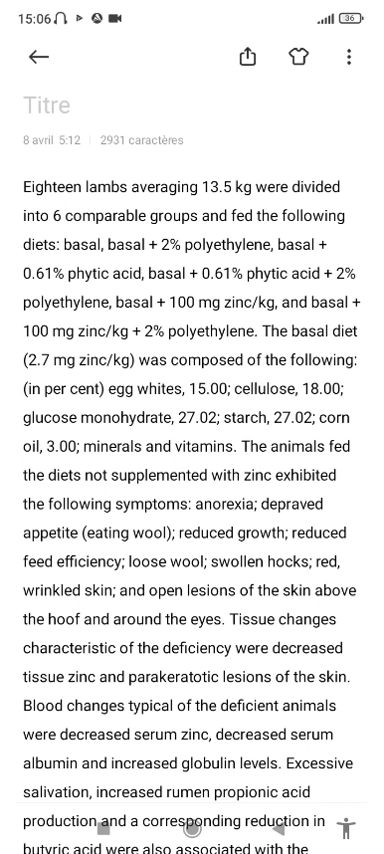 15:06
36
Titre
8 avril 5:12 | 2931 caractères
Eighteen lambs averaging 13.5 kg were divided
into 6 comparable groups and fed the following
diets: basal, basal + 2% polyethylene, basal +
0.61% phytic acid, basal + 0.61% phytic acid + 2%
polyethylene, basal + 100 mg zinc/kg, and basal +
100 mg zinc/kg + 2% polyethylene. The basal diet
(2.7 mg zinc/kg) was composed of the following:
(in per cent) egg whites, 15.00; cellulose, 18.00;
glucose monohydrate, 27.02; starch, 27.02; corn
oil, 3.00; minerals and vitamins. The animals fed
the diets not supplemented with zinc exhibited
the following symptoms: anorexia; depraved
appetite (eating wool); reduced growth; reduced
feed efficiency; loose wool; swollen hocks; red,
wrinkled skin; and open lesions of the skin above
the hoof and around the eyes. Tissue changes
characteristic of the deficiency were decreased
tissue zinc and parakeratotic lesions of the skin.
Blood changes typical of the deficient animals
were decreased serum zinc, decreased serum
albumin and increased globulin levels. Excessive
salivation, increased rumen propionic acid
production and a corresponding reduction in
butyric acid were also associated with the